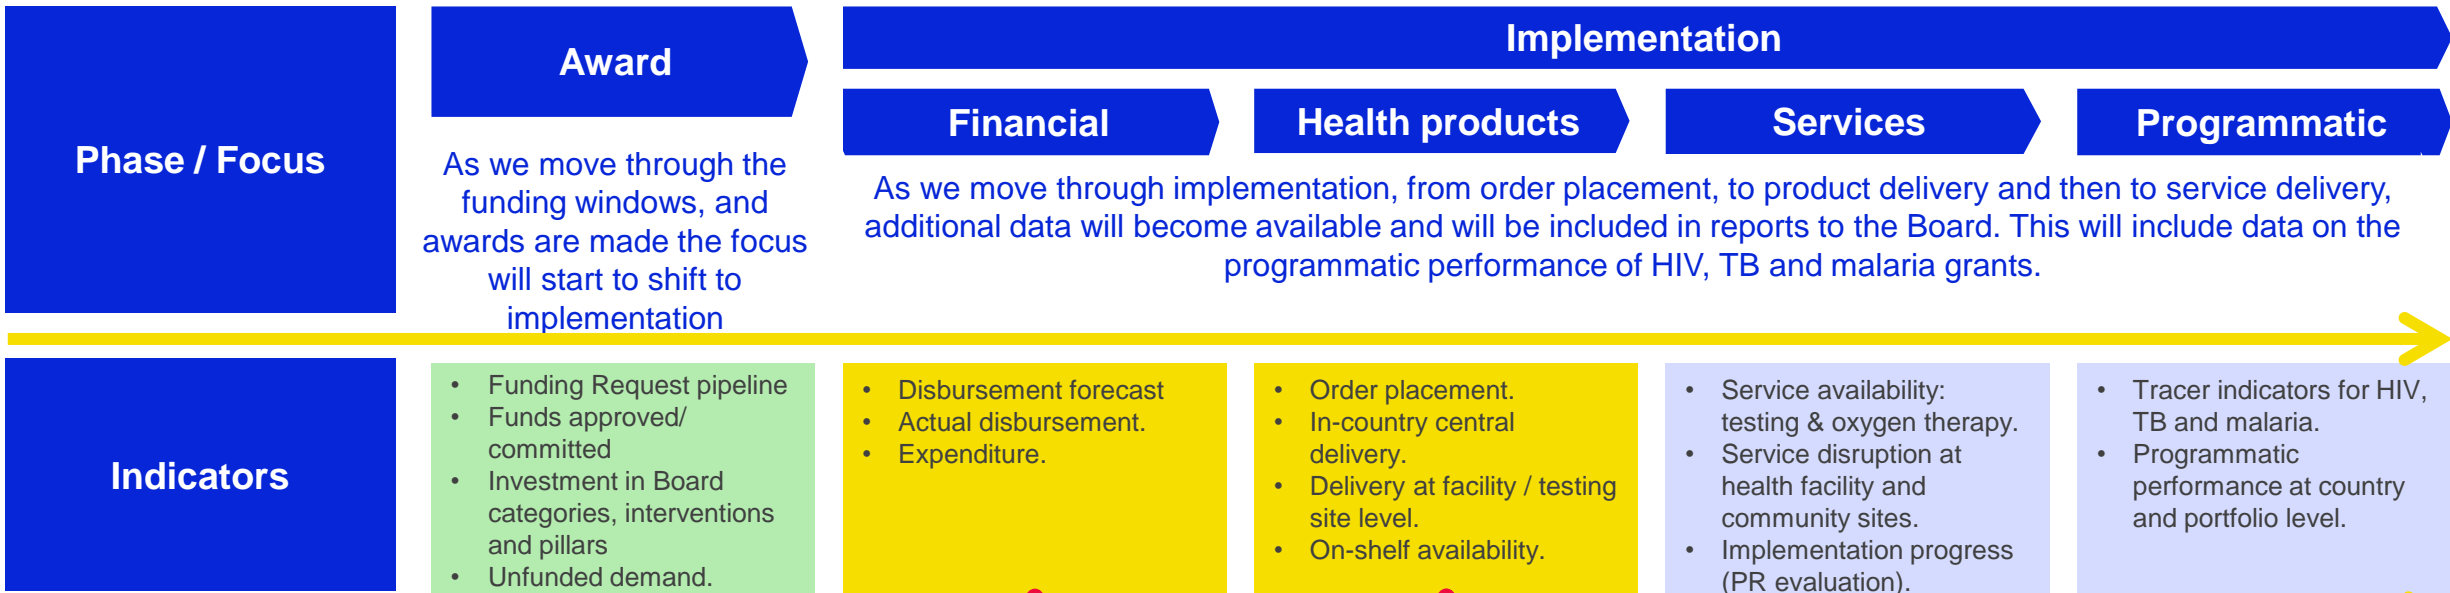 Phase / Focus
Award
As we move through the
funding windows, and
awards are made the focus
will start to shift to
implementation
Implementation
Financial
Health products
Services
Programmatic
As we move through implementation, from order placement, to product delivery and then to service delivery,
additional data will become available and will be included in reports to the Board. This will include data on the
programmatic performance of HIV, TB and malaria grants.
Indicators
• Funding Request pipeline
• Funds approved/
committed
• Investment in Board
categories, interventions
and pillars
• Unfunded demand.
• Disbursement forecast
• Actual disbursement.
• Expenditure.
• Order placement.
• In-country central
delivery.
• Delivery at facility / testing
site level.
• On-shelf availability.
• Service availability:
testing & oxygen therapy.
• Service disruption at
health facility and
community sites.
• Implementation progress
(PR evaluation).
• Tracer indicators for HIV,
TB and malaria.
• Programmatic
performance at country
and portfolio level.